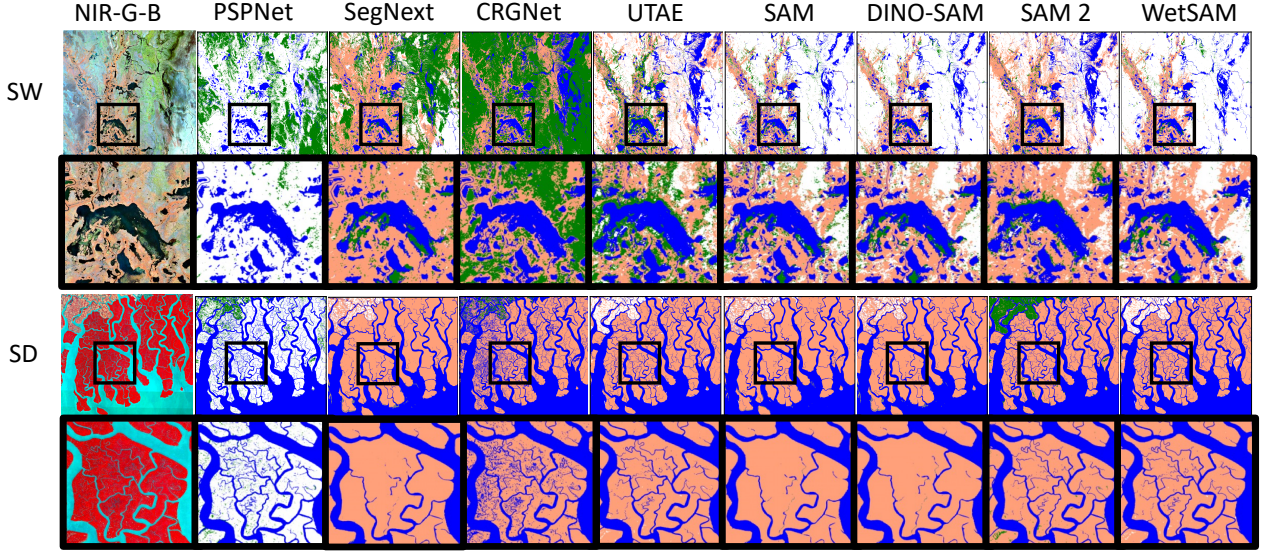 NIR-G-B PSPNet SegNext CRGNet UTAE SAM DINO-SAM SAM 2 WetSAM
SW
SD